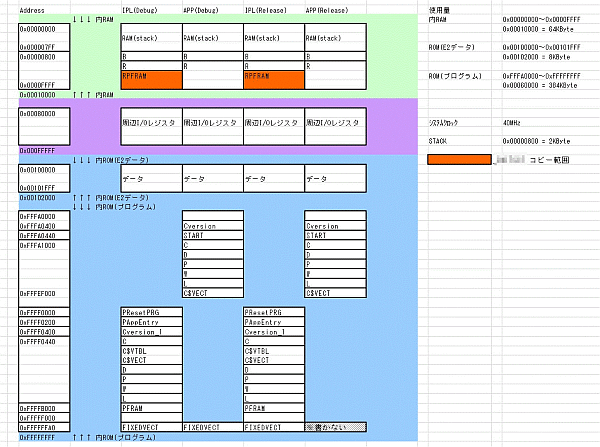 Address IPL(Debug) APP(Debug) IPL(Release) APP(Release) 使用量
↓↓↓ 内RAM 内RAM 0x00000000～0x0000FFFF
0x00000000 0x00010000 = 64KByte
RAM(stack) RAM(stack) RAM(stack) RAM(stack)
0x000007FF ROM(E2データ) 0x00100000～0x00101FFF
0x00000800 B B B B 0x00002000 = 8KByte
R R R R
RPFRAM RPFRAM ROM(プログラム) 0xFFFA0000～0xFFFFFFFF
0x0000FFFF 0x00060000 = 384KByte
0x00010000 ↑↑↑ 内RAM
0x00080000 システムクロック 40MHz
周辺I/Oレジスタ 周辺I/Oレジスタ 周辺I/Oレジスタ 周辺I/Oレジスタ
STACK 0x00000800 = 2KByte
0x000FFFFF
↓↓↓ 内ROM(E2データ) コピー範囲
0x00100000
データ データ データ データ
0x00101FFF
0x00102000 ↑↑↑ 内ROM(E2データ)
↓↓↓ 内ROM(プログラム)
0xFFFA0000
0xFFFA0400 Cversion Cversion
0xFFFA0440 START START
0xFFFA1000 C C
D D
P P
W W
L L
0xFFFEF000 C$VECT C$VECT
0xFFFF0000 PResetPRG PResetPRG
0xFFFF0200 PAppEntry PAppEntry
0xFFFF0400 Cversion_1 Cversion_1
0xFFFF0440 C C
C$VTBL C$VTBL
C$VECT C$VECT
D D
P P
W W
L L
0xFFFFB000 PFRAM PFRAM
0xFFFFF000
0xFFFFFFA0 FIXEDVECT FIXEDVECT FIXEDVECT ※書かない
0xFFFFFFFF ↑↑↑ 内ROM(プログラム)